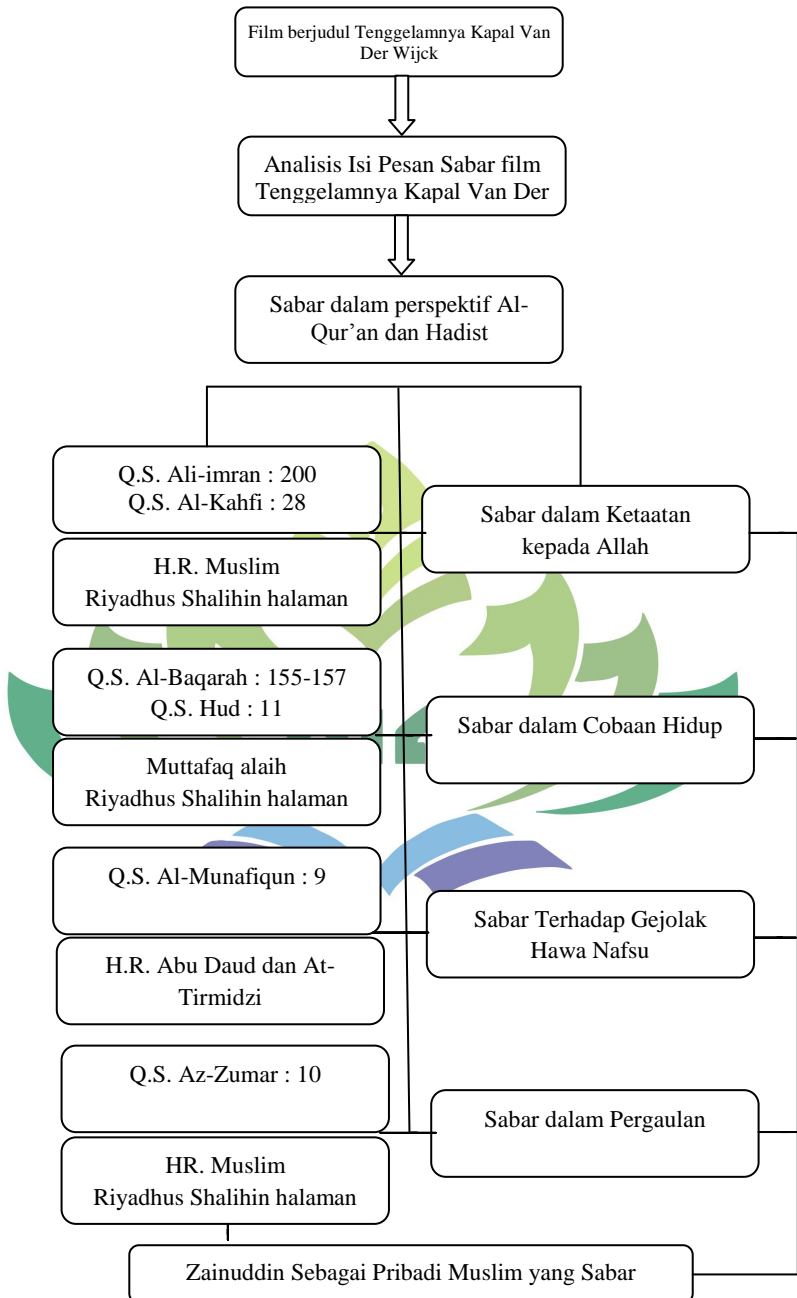 Film berjudul Tenggelamnya Kapal Van
Der Wijck
Analisis Isi Pesan Sabar film
Tenggelamnya Kapal Van Der
Sabar dalam perspektif Al-
Qur’an dan Hadist
Q.S. Ali-imran : 200
Q.S. Al-Kahfi : 28
Sabar dalam Ketaatan
kepada Allah
H.R. Muslim
Riyadhus Shalihin halaman
Q.S. Al-Baqarah : 155-157
Q.S. Hud : 11
Sabar dalam Cobaan Hidup
Muttafaq alaih
Riyadhus Shalihin halaman
Q.S. Al-Munafiqun : 9
Sabar Terhadap Gejolak
Hawa Nafsu
H.R. Abu Daud dan At-
Tirmidzi
Q.S. Az-Zumar : 10
Sabar dalam Pergaulan
HR. Muslim
Riyadhus Shalihin halaman
Zainuddin Sebagai Pribadi Muslim yang Sabar